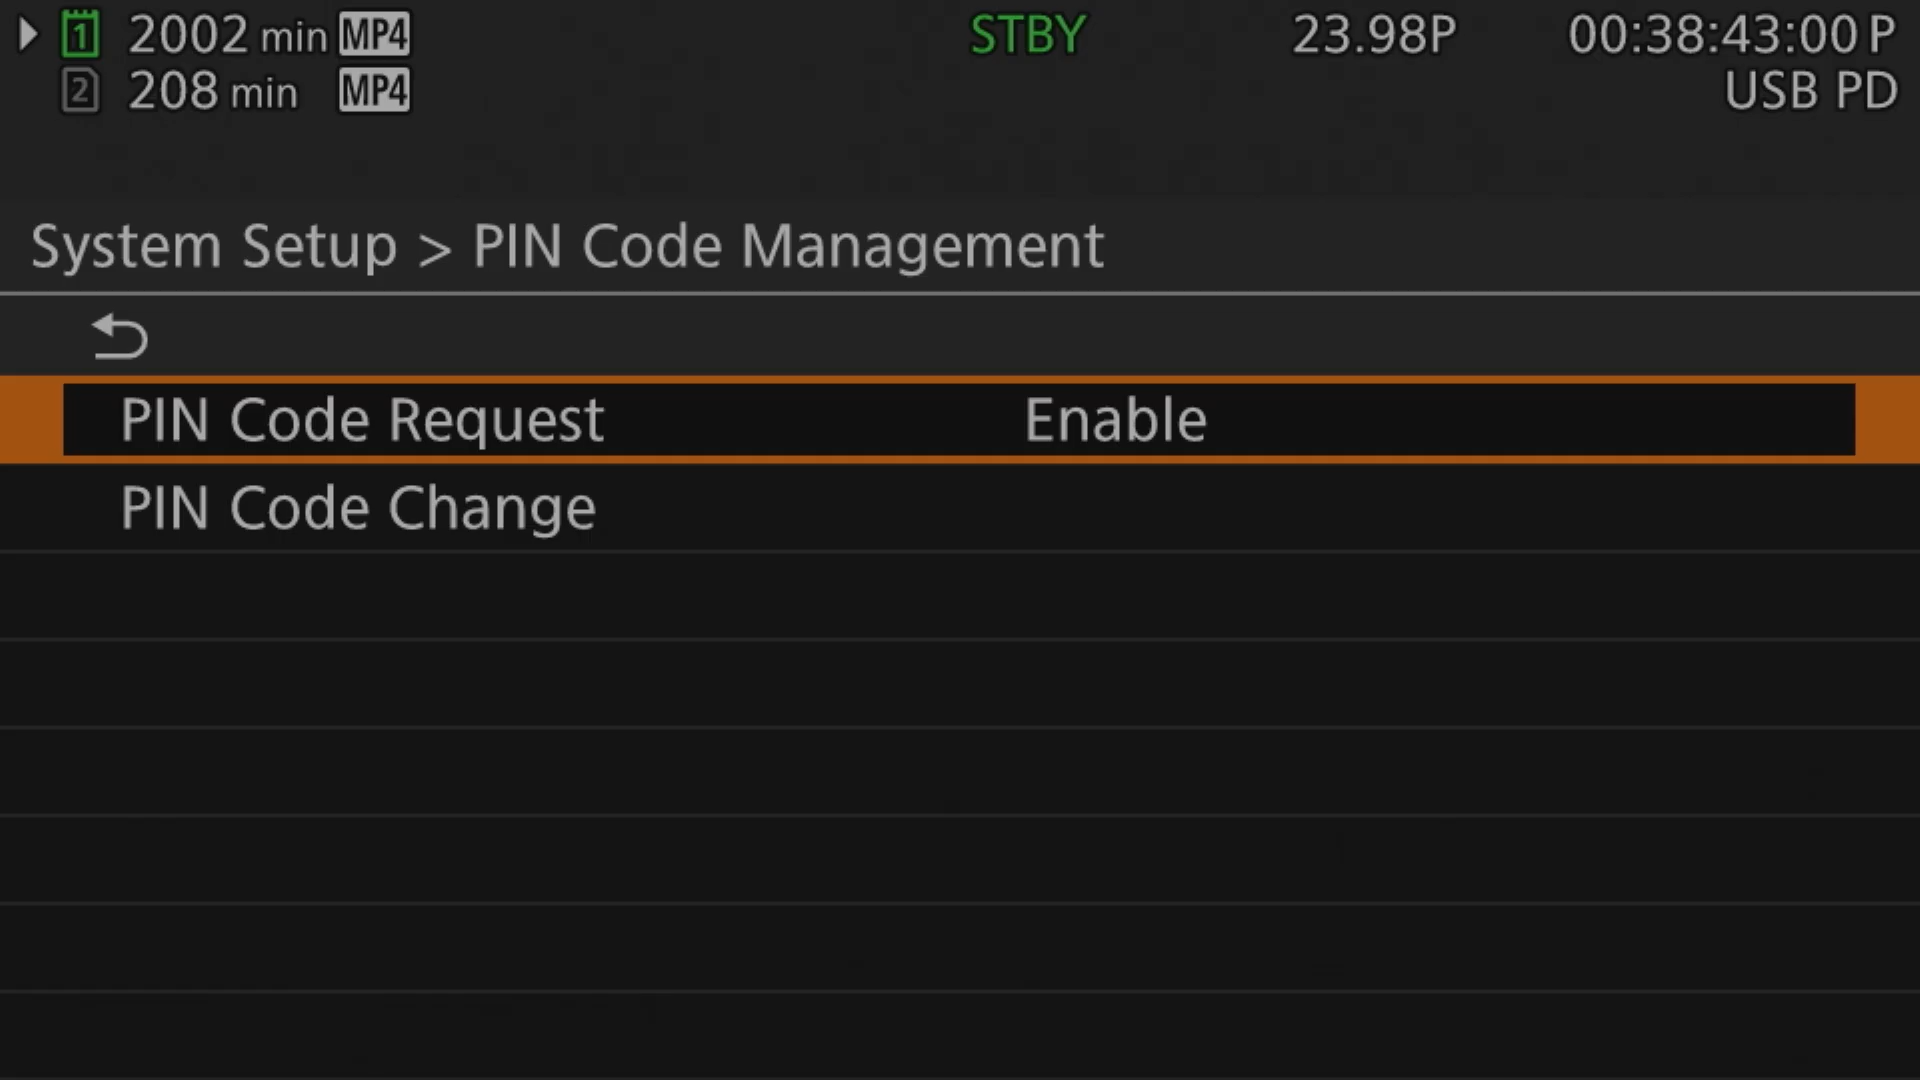 1 2002 min MP4 STBY 23.98P 00:38:43:00 P
2 208 min MP4 USB PD
System Setup > PIN Code Management
PIN Code Request Enable
PIN Code Change